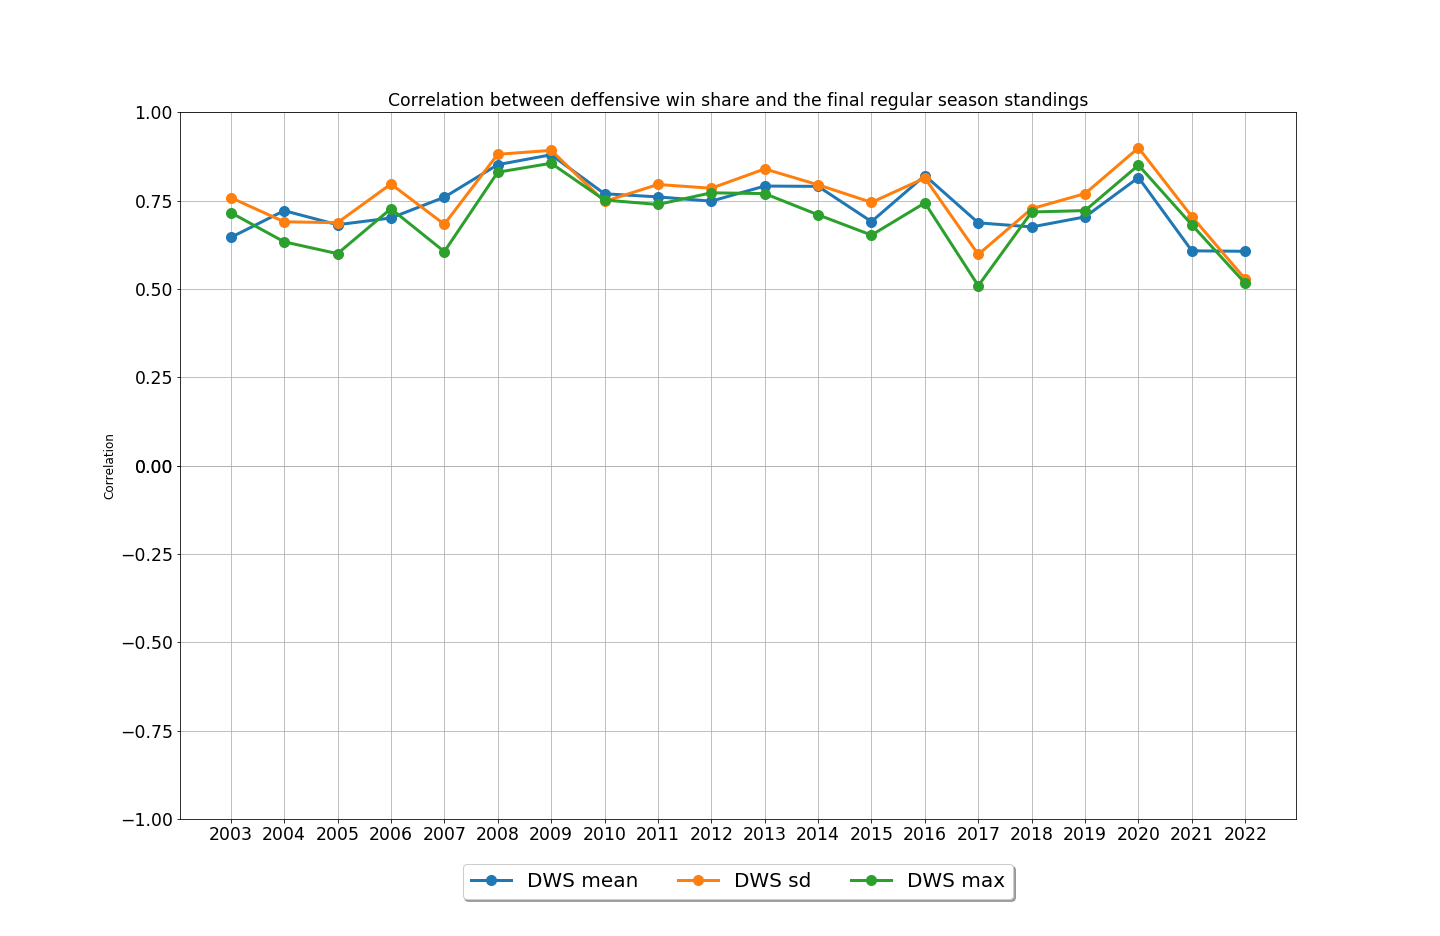 Correlation between deffensive win share and the final regular season standings
1.00
0.75
0.50
0.25
0.00
−0.25
−0.50
−0.75
−1.00
Correlation
2003 2004 2005 2006 2007 2008 2009 2010 2011 2012 2013 2014 2015 2016 2017 2018 2019 2020 2021 2022
DWS mean DWS sd DWS max